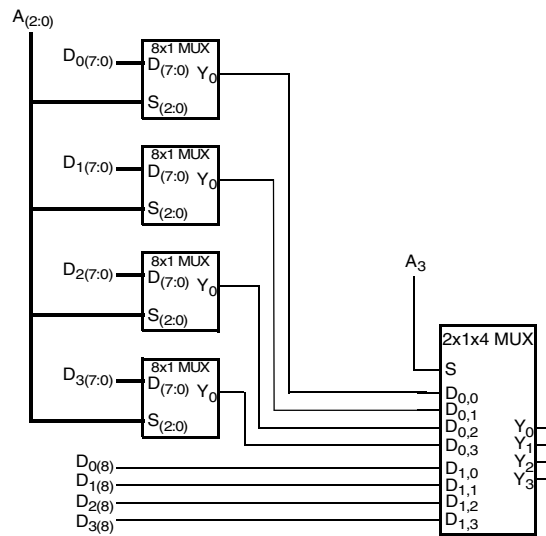 A(2:0)
8x1 MUX
D0(7:0)
D(7:0) Y0
S(2:0)
8x1 MUX
D1(7:0)
D(7:0) Y0
S(2:0)
8x1 MUX
D2(7:0)
D(7:0) Y0
S(2:0)
A3
8x1 MUX
D3(7:0)
D(7:0) Y0
S(2:0)
2x1x4 MUX
S
D0,0
D0,1
D0,2 Y0
D0,3 Y1
D0(8) D1,0 Y2
D1(8) D1,1 Y3
D2(8) D1,2
D3(8) D1,3